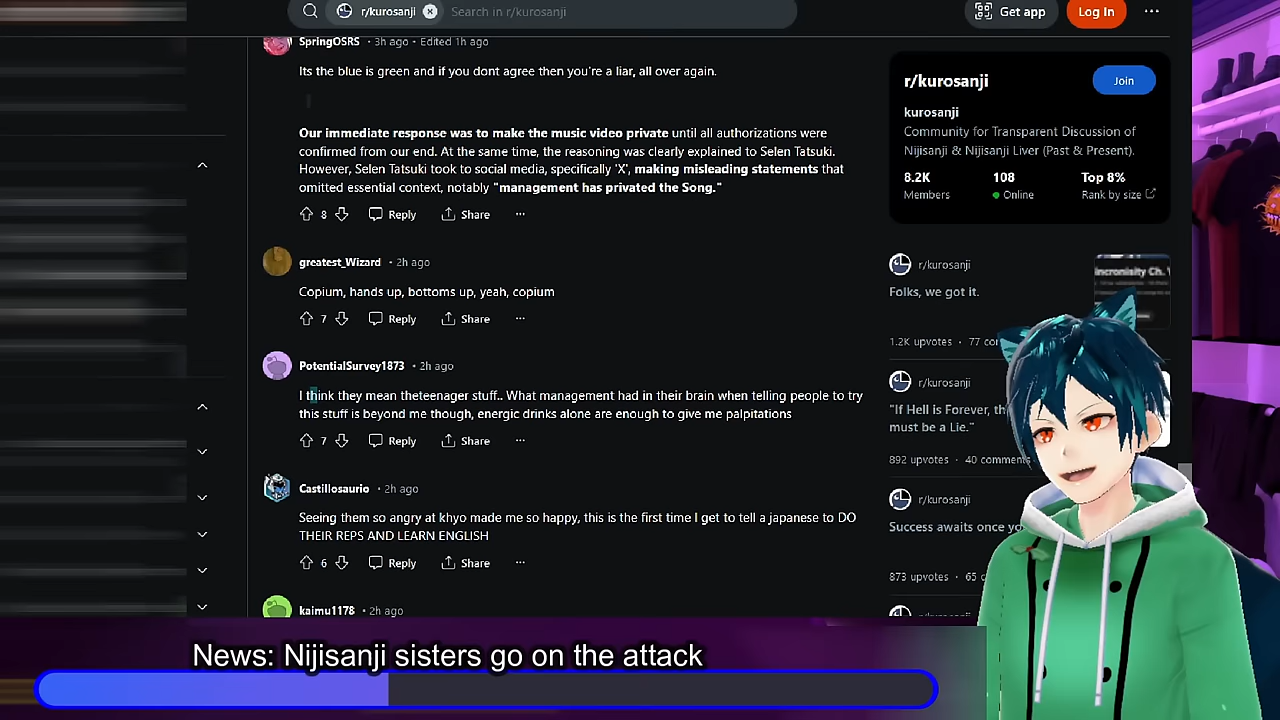 r/kurosanji
Search in r/kurosanji
Get app
Log In
SpringOSRS • 3h ago • Edited 1h ago
Its the blue is green and if you dont agree then you're a liar, all over again.
Our immediate response was to make the music video private until all authorizations were
confirmed from our end. At the same time, the reasoning was clearly explained to Selen Tatsuki.
However, Selen Tatsuki took to social media, specifically 'X', making misleading statements that
omitted essential context, notably "management has privated the Song."
8
Reply
Share
greatest_Wizard • 2h ago
Copium, hands up, bottoms up, yeah, copium
7
Reply
Share
PotentialSurvey1873 • 2h ago
I think they mean theteenager stuff.. What management had in their brain when telling people to try
this stuff is beyond me though, energic drinks alone are enough to give me palpitations
7
Reply
Share
Castillosaurio • 2h ago
Seeing them so angry at khyo made me so happy, this is the first time I get to tell a japanese to DO
THEIR REPS AND LEARN ENGLISH
6
Reply
Share
kaimu1178 • 2h ago
r/kurosanji
Join
kurosanji
Community for Transparent Discussion of
Nijisanji & Nijisanji Liver (Past & Present).
8.2K
108
Top 8%
Members
Online
Rank by size
r/kurosanji
Folks, we got it.
1.2K upvotes • 77
r/kurosanji
"If Hell is Forever,
must be a Lie."
892 upvotes • 40 comments
r/kurosanji
Success awaits once
873 upvotes • 65
News: Nijisanji sisters go on the attack